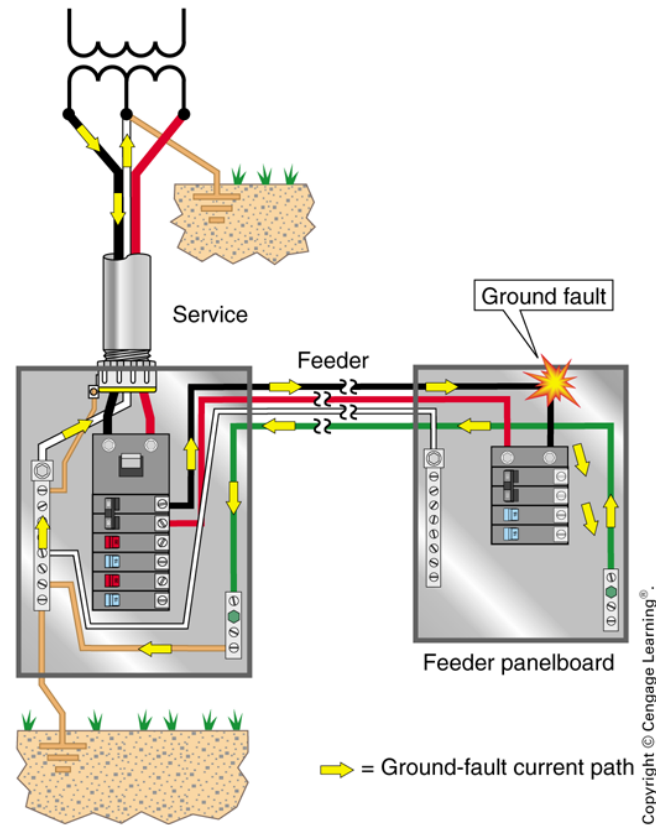 Service
Ground fault
Feeder
Feeder panelboard
= Ground-fault current path
Copyright © Cengage Learning®.